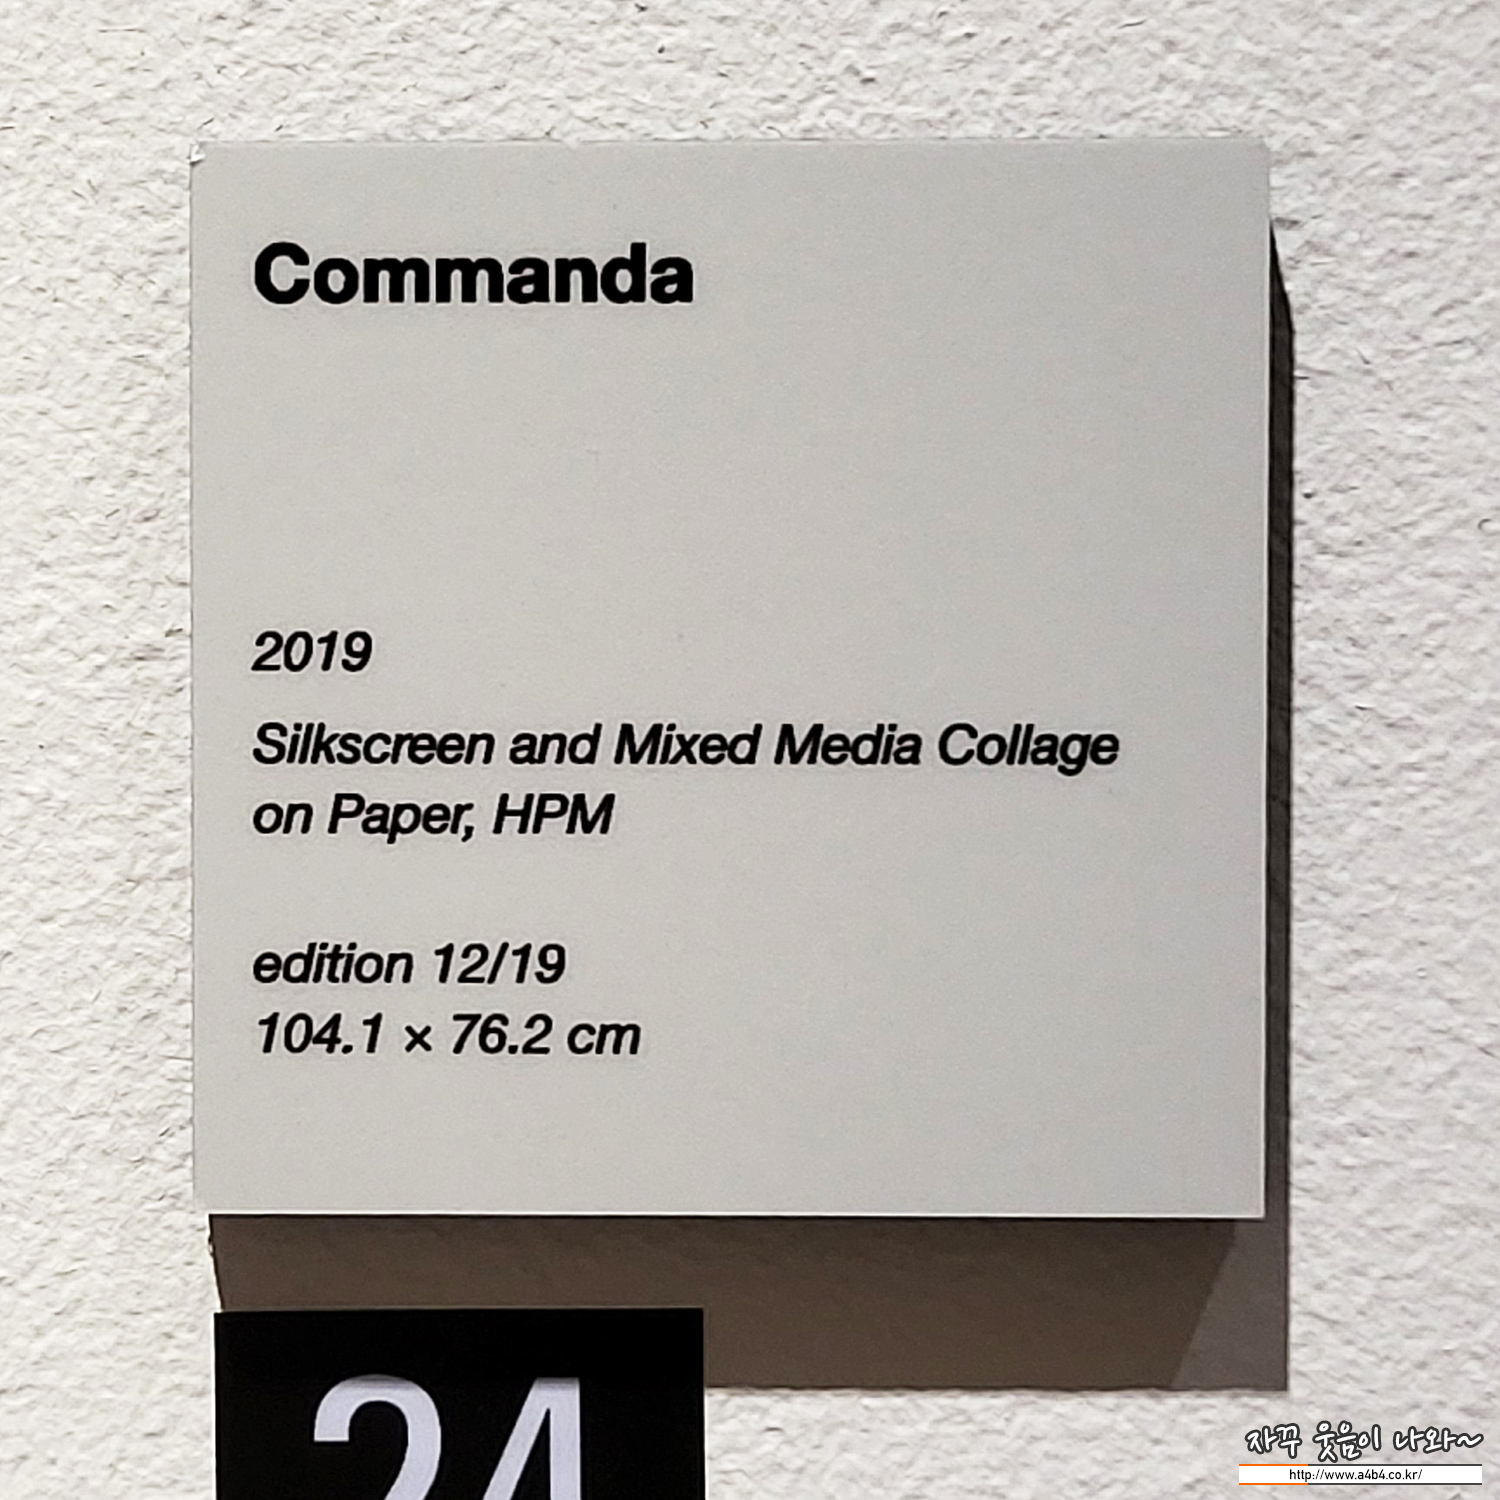 Commanda
2019
Silkscreen and Mixed Media Collage
on Paper, HPM
edition 12/19
104.1 × 76.2 cm
24
자꾸 웃음이 나와~
http://www.a4b4.co.kr/